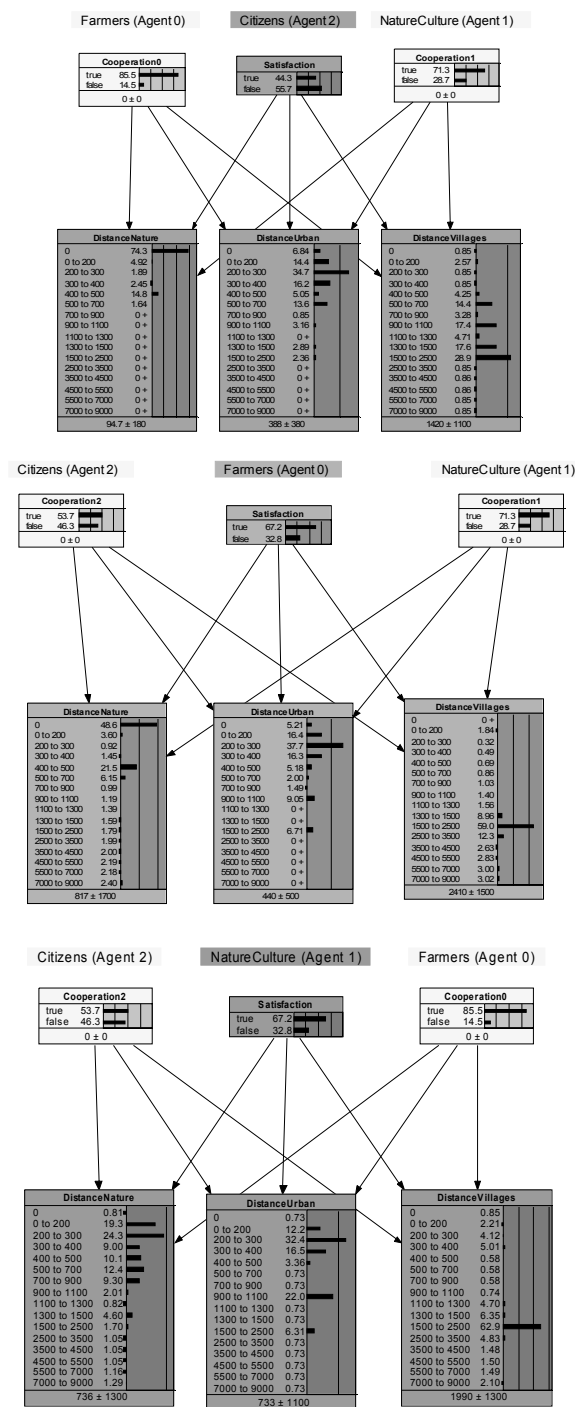 Farmers (Agent 0) Citizens (Agent 2) NatureCulture (Agent 1)
Cooperation0
true 85.5
false 14.5
0 ± 0
Satisfaction
true 44.3
false 55.7
Cooperation1
true 71.3
false 28.7
0 ± 0
DistanceNature
0 74.3
0 to 200 4.92
200 to 300 1.89
300 to 400 2.45
400 to 500 14.8
500 to 700 1.64
700 to 900 0 +
900 to 1100 0 +
1100 to 1300 0 +
1300 to 1500 0 +
1500 to 2500 0 +
2500 to 3500 0 +
3500 to 4500 0 +
4500 to 5500 0 +
5500 to 7000 0 +
7000 to 9000 0 +
94.7 ± 180
DistanceUrban
0 6.84
0 to 200 14.4
200 to 300 34.7
300 to 400 16.2
400 to 500 5.05
500 to 700 13.6
700 to 900 0.85
900 to 1100 3.16
1100 to 1300 0 +
1300 to 1500 2.89
1500 to 2500 2.36
2500 to 3500 0 +
3500 to 4500 0 +
4500 to 5500 0 +
5500 to 7000 0 +
7000 to 9000 0 +
388 ± 380
DistanceVillages
0 0.85
0 to 200 2.57
200 to 300 0.85
300 to 400 0.85
400 to 500 4.25
500 to 700 14.4
700 to 900 3.28
900 to 1100 17.4
1100 to 1300 4.71
1300 to 1500 17.6
1500 to 2500 28.9
2500 to 3500 0.85
3500 to 4500 0.86
4500 to 5500 0.86
5500 to 7000 0.85
7000 to 9000 0.85
1420 ± 1100
Citizens (Agent 2) Farmers (Agent 0) NatureCulture (Agent 1)
Cooperation2
true 53.7
false 46.3
0 ± 0
Satisfaction
true 67.2
false 32.8
Cooperation1
true 71.3
false 28.7
0 ± 0
DistanceNature
0 48.6
0 to 200 3.60
200 to 300 0.92
300 to 400 1.45
400 to 500 21.5
500 to 700 6.15
700 to 900 0.99
900 to 1100 1.19
1100 to 1300 1.39
1300 to 1500 1.59
1500 to 2500 1.79
2500 to 3500 1.99
3500 to 4500 2.00
4500 to 5500 2.19
5500 to 7000 2.18
7000 to 9000 2.40
817 ± 1700
DistanceUrban
0 5.21
0 to 200 16.4
200 to 300 37.7
300 to 400 16.3
400 to 500 5.18
500 to 700 2.00
700 to 900 1.49
900 to 1100 9.05
1100 to 1300 0 +
1300 to 1500 0 +
1500 to 2500 6.71
2500 to 3500 0 +
3500 to 4500 0 +
4500 to 5500 0 +
5500 to 7000 0 +
7000 to 9000 0 +
440 ± 500
DistanceVillages
0 0 +
0 to 200 1.84
200 to 300 0.32
300 to 400 0.49
400 to 500 0.69
500 to 700 0.86
700 to 900 1.03
900 to 1100 1.40
1100 to 1300 1.56
1300 to 1500 8.96
1500 to 2500 59.0
2500 to 3500 12.3
3500 to 4500 2.63
4500 to 5500 2.83
5500 to 7000 3.00
7000 to 9000 3.02
2410 ± 1500
Citizens (Agent 2) NatureCulture (Agent 1) Farmers (Agent 0)
Cooperation2
true 53.7
false 46.3
0 ± 0
Satisfaction
true 67.2
false 32.8
Cooperation0
true 85.5
false 14.5
0 ± 0
DistanceNature
0 0.81
0 to 200 19.3
200 to 300 24.3
300 to 400 9.00
400 to 500 10.1
500 to 700 12.4
700 to 900 9.30
900 to 1100 2.01
1100 to 1300 0.82
1300 to 1500 4.60
1500 to 2500 1.70
2500 to 3500 1.05
3500 to 4500 1.05
4500 to 5500 1.05
5500 to 7000 1.16
7000 to 9000 1.29
736 ± 1300
DistanceUrban
0 0.73
0 to 200 12.2
200 to 300 32.4
300 to 400 16.5
400 to 500 3.36
500 to 700 0.73
700 to 900 0.73
900 to 1100 22.0
1100 to 1300 0.73
1300 to 1500 0.73
1500 to 2500 6.31
2500 to 3500 0.73
3500 to 4500 0.73
4500 to 5500 0.73
5500 to 7000 0.73
7000 to 9000 0.73
733 ± 1100
DistanceVillages
0 0.85
0 to 200 2.21
200 to 300 4.12
300 to 400 5.01
400 to 500 0.58
500 to 700 0.58
700 to 900 0.58
900 to 1100 0.74
1100 to 1300 4.70
1300 to 1500 6.35
1500 to 2500 62.9
2500 to 3500 4.83
3500 to 4500 1.48
4500 to 5500 1.50
5500 to 7000 1.49
7000 to 9000 2.10
1990 ± 1300